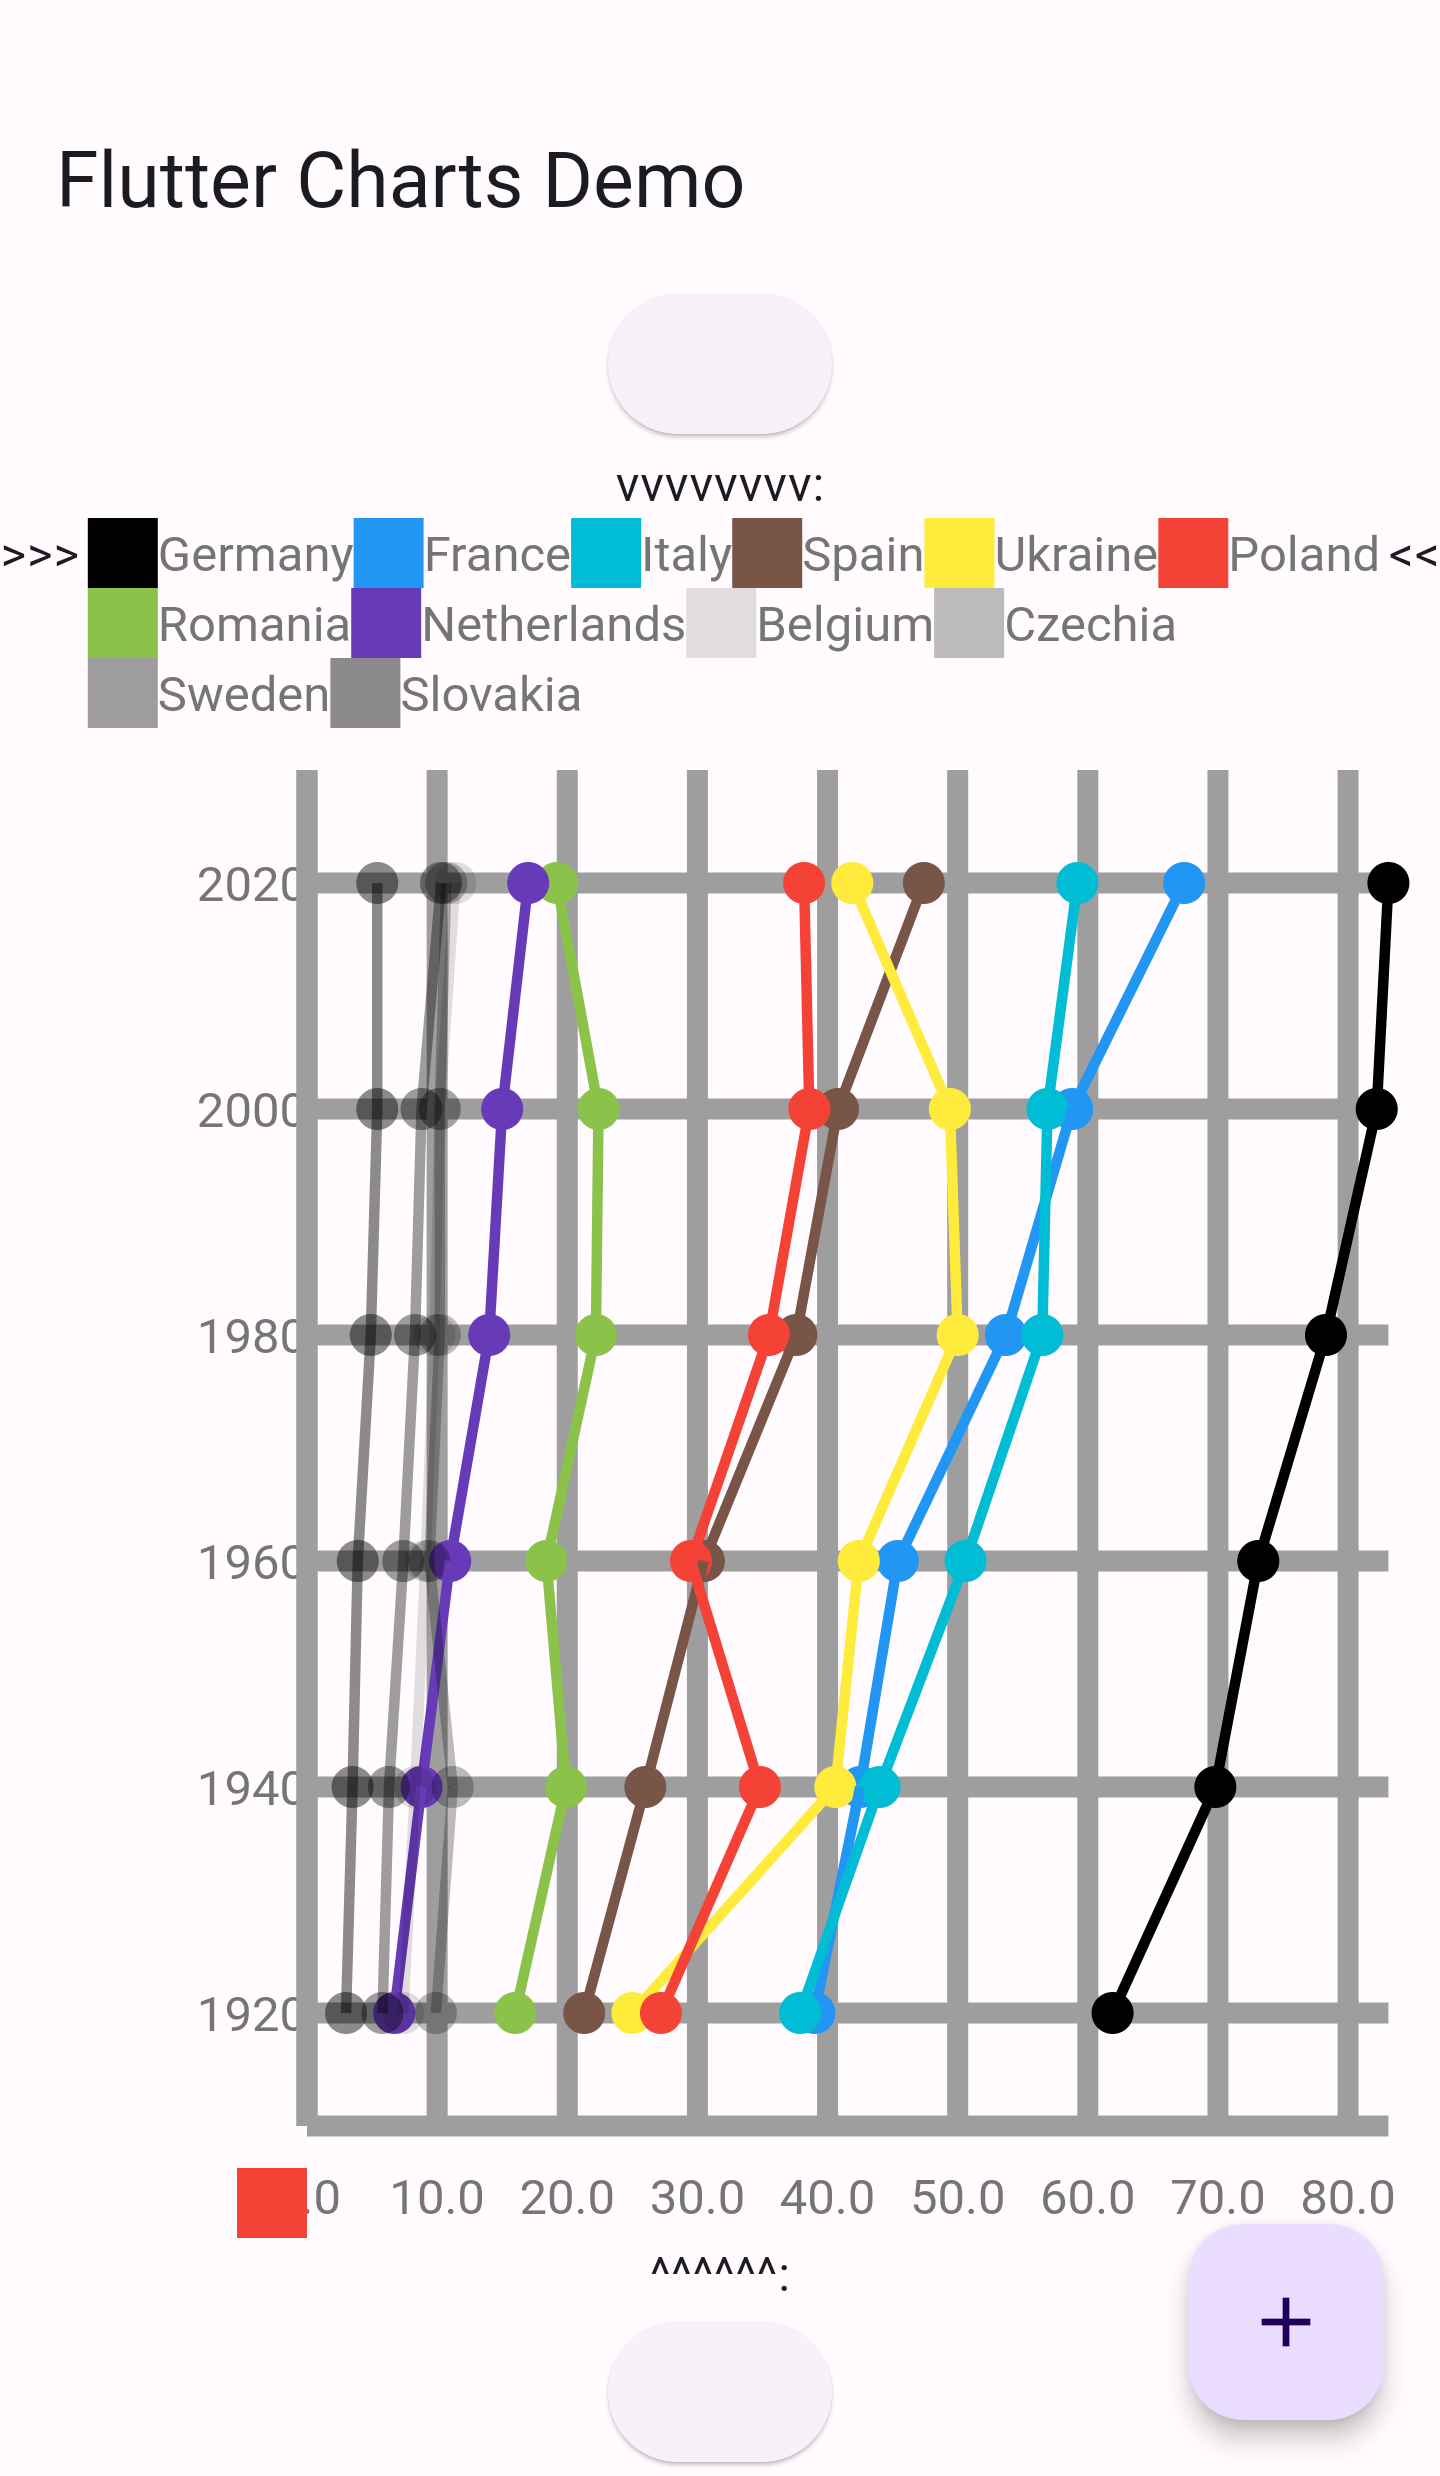 Flutter Charts Demo
vvvvvvvv:
>>> Germany France Italy Spain Ukraine Poland <<
Romania Netherlands Belgium Czechia
Sweden Slovakia
2020
2000
1980
1960
1940
1920
.0 10.0 20.0 30.0 40.0 50.0 60.0 70.0 80.0
^^^^^^:
+